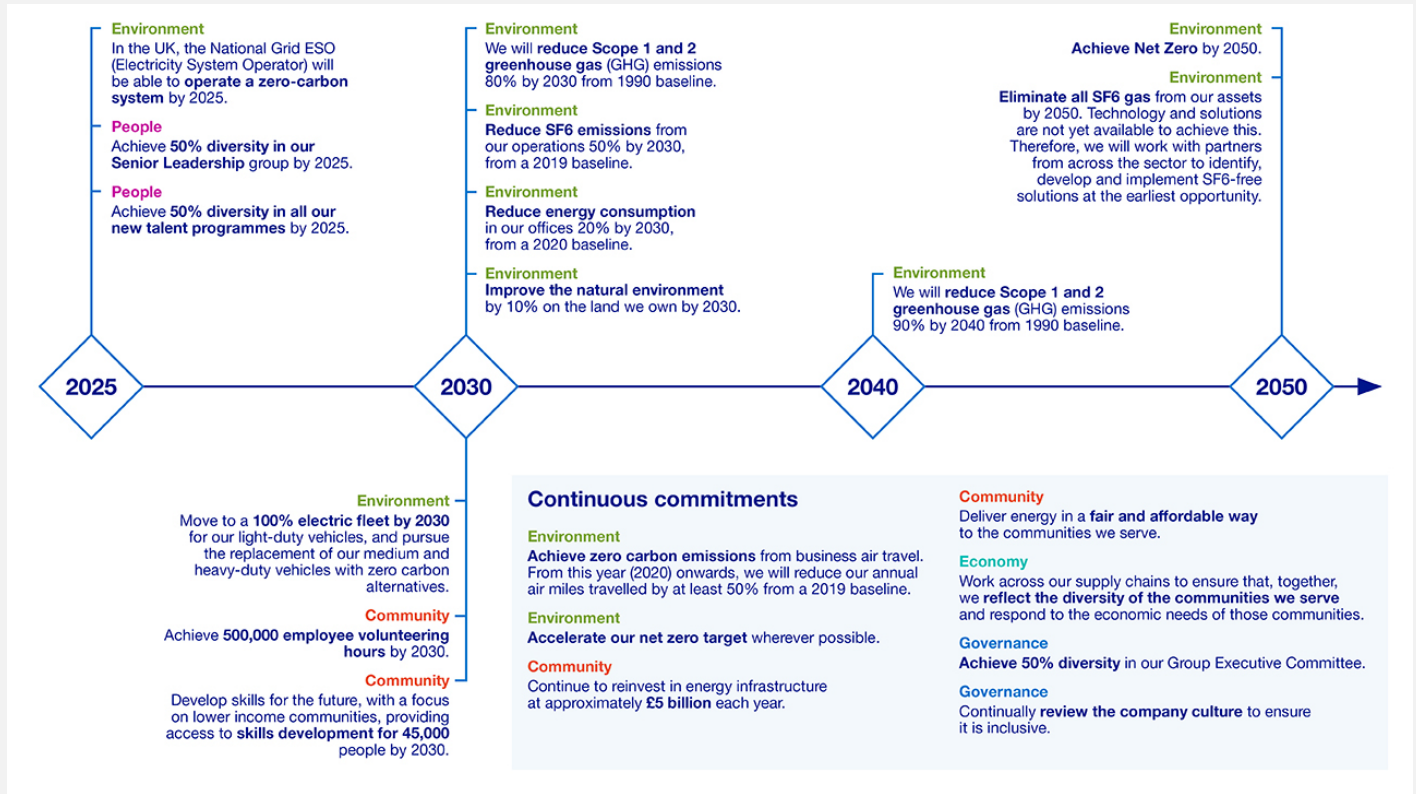 Environment
In the UK, the National Grid ESO
(Electricity System Operator) will
be able to operate a zero-carbon
system by 2025.
People
Achieve 50% diversity in our
Senior Leadership group by 2025.
People
Achieve 50% diversity in all our
new talent programmes by 2025.
Environment
We will reduce Scope 1 and 2
greenhouse gas (GHG) emissions
80% by 2030 from 1990 baseline.
Environment
Reduce SF6 emissions from
our operations 50% by 2030,
from a 2019 baseline.
Environment
Reduce energy consumption
in our offices 20% by 2030,
from a 2020 baseline.
Environment
Improve the natural environment
by 10% on the land we own by 2030.
Environment
We will reduce Scope 1 and 2
greenhouse gas (GHG) emissions
90% by 2040 from 1990 baseline.
Environment
Achieve Net Zero by 2050.
Environment
Eliminate all SF6 gas from our assets
by 2050. Technology and solutions
are not yet available to achieve this.
Therefore, we will work with partners
from across the sector to identify,
develop and implement SF6-free
solutions at the earliest opportunity.
2025
2030
2040
2050
Environment
Move to a 100% electric fleet by 2030
for our light-duty vehicles, and pursue
the replacement of our medium and
heavy-duty vehicles with zero carbon
alternatives.
Community
Achieve 500,000 employee volunteering
hours by 2030.
Community
Develop skills for the future, with a focus
on lower income communities, providing
access to skills development for 45,000
people by 2030.
Continuous commitments
Environment
Achieve zero carbon emissions from business air travel.
From this year (2020) onwards, we will reduce our annual
air miles travelled by at least 50% from a 2019 baseline.
Environment
Accelerate our net zero target wherever possible.
Community
Continue to reinvest in energy infrastructure
at approximately £5 billion each year.
Community
Deliver energy in a fair and affordable way
to the communities we serve.
Economy
Work across our supply chains to ensure that, together,
we reflect the diversity of the communities we serve
and respond to the economic needs of those communities.
Governance
Achieve 50% diversity in our Group Executive Committee.
Governance
Continually review the company culture to ensure
it is inclusive.